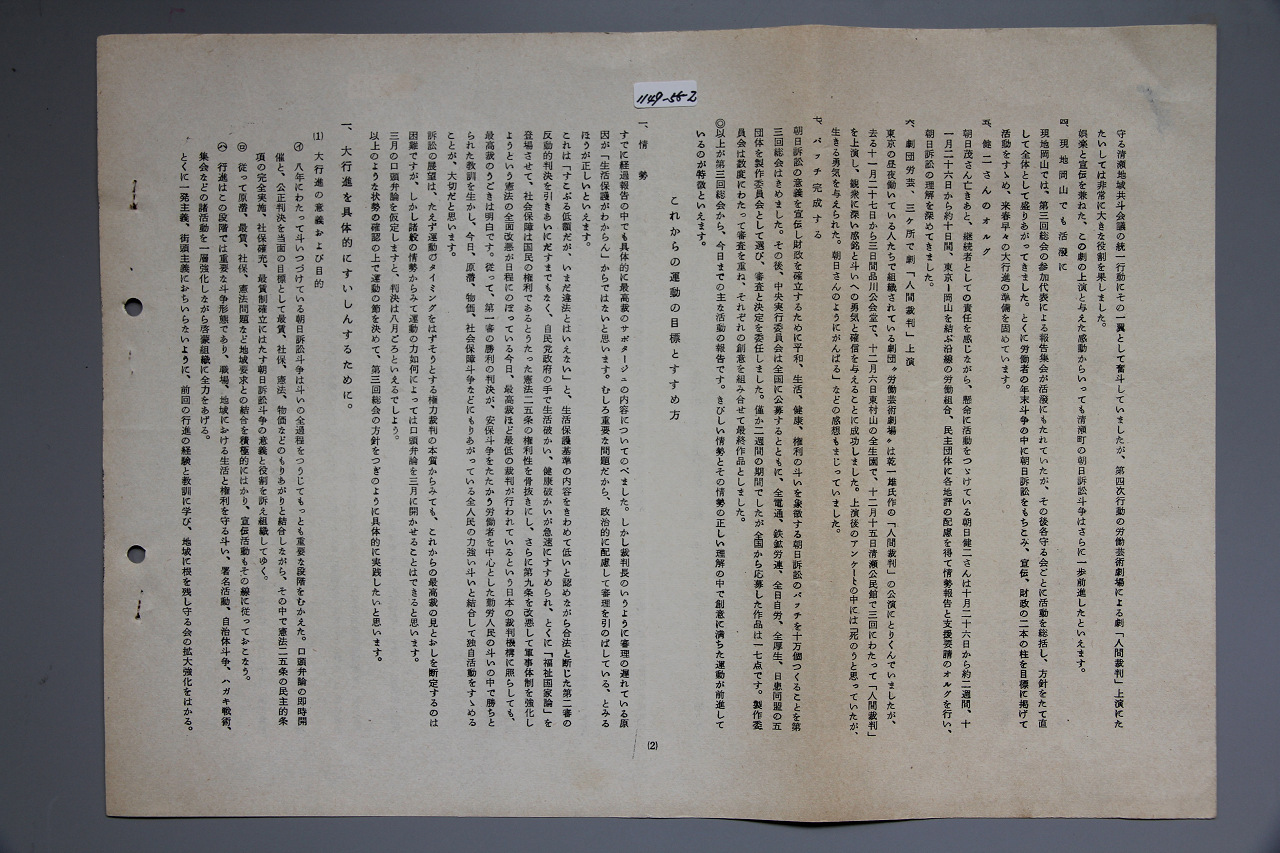 1149-55-2
守る清瀬地域共斗会議の統一行動にその一翼として奮斗していましたが、第四次行動の労働芸術劇場による劇「人間裁判」上演にた
いたしては非常に大きな役割を果しました。
娯楽と宣伝を兼ねた、この劇の上演と与えた感動からいっても清瀬町の朝日訴訟斗争はさらに一歩前進したといえます。
四、現地岡山でも活溌に
現地岡山では、第三回総会の参加代表による報告集会が活溌にもたれていたが、その後各守る会ごとに活動を総括し、方針をたて直
して全体として盛りあがってきました。とくに労働者の年末斗争の中に朝日訴訟をもちこみ、宣伝、財政の二本の柱を目標に掲げて
活動をすゝめ、来春早々の大行進の準備を固めています。
五、健二さんのオルグ
朝日茂さん亡きあと、継続者としての責任を感じながら、懸命に活動をつゞけている朝日健二さんは十月二十六日から約二週間、十
一月二十六日から約十日間、東京―岡山を結ぶ沿線の労働組合、民主団体に各地評の配慮を得て情勢報告と支援要請のオルグを行い、
朝日訴訟の理解を深めてきました。
六、劇団労芸、三ヶ所で劇「人間裁判」上演
東京の昼夜働いている人たちで組織されている劇団〝労働芸術劇場〟は乾一雄氏作の「人間裁判」の公演にとりくんでいましたが、
去る十一月二十七日から三日間品川公会堂で、十二月六日東村山の全生園で、十二月十五日清瀬公民館で三回にわたって「人間裁判」
を上演し、観衆に深い感銘と斗いへの勇気と確信を与えることに成功しました。上演後のアンケートの中には「死のうと思っていたが、
生きる勇気を与えられた。朝日さんのようにがんばる」などの感想もまじっていました。
七、バッヂ完成する
朝日訴訟の意義を宣伝し財政を確立するために平和、生活、健康、権利の斗いを象徴する朝日訴訟のバッヂを十万個つくることを第
三回総会はきめました。その後、中央実行委員会は全国に公募するとともに、全電通、鉄鉱労連、全日自労、全厚生、日患同盟の五
団体を製作委員会として選び、審査と決定を委任しました。僅か二週間の期間でしたが全国から応募した作品は一七点です。製作委
員会は数度にわたって審査を重ね、それぞれの創意を組み合せて最終作品としました。
◎以上が第三回総会から、今日までの主な活動の報告です。きびしい情勢とその情勢の正しい理解の中で創意に満ちた運動が前進して
いるのが特徴といえます。
これからの運動の目標とすすめ方
一、情勢
すでに経過報告の中でも具体的に最高裁のサボタージュの内容についてのべました。しかし裁判長のいうように審理の遅れている原
因が「生活保護がわからん」からではないと思います。むしろ重要な問題だから、政治的に配慮して審理を引のばしている、とみる
ほうが正しいといえます。
これは「すこぶる低額だが、いまだ違法とはいえない」と、生活保護基準の内容をきわめて低いと認めながら合法と断じた第二審の
反動的判決を引きあいにだすまでもなく、自民党政府の手で生活破かい、健康破かいが急速にすすめられ、とくに「福祉国家論」を
登場させて、社会保障は国民の権利であるとうたった憲法二五条の権利性を骨抜きにし、さらに第九条を改悪して軍事体制を強化し
ようという憲法の全面改悪が日程にのぼっている今日、最高裁ほど最低の裁判が行われているという日本の裁判機構に照らしても、
最高裁のうごきは明白です。従って、第一審の勝利の判決が、安保斗争をたたかう労働者を中心とした勤労人民の斗いの中で勝ちと
られた教訓を生かし、今日、原潜、物価、社会保障斗争などにもりあがっている全人民の力強い斗いと結合して独自活動をすゝめる
ことが、大切だと思います。
訴訟の展望は、たえず運動のタイミングをはずそうとする権力裁判の本質からみても、これからの最高裁の見とおしを断定するのは
困難ですが、しかし諸般の情勢からみて運動の力如何によっては口頭弁論を三月に開かせることはできると思います。
三月の口頭弁論を仮定しますと、判決は八月ごろといえるでしょう。
以上のような状勢の確認の上で運動の節を決めて、第三回総会の方針をつぎのように具体的に実践したいと思います。
一、大行進を具体的にすいしんするために。
(1) 大行進の意義および目的
(イ) 八年にわたって斗いつづけている朝日訴訟斗争は斗いの全過程をつうじてもっとも重要な段階をむかえた。口頭弁論の即時開
催と、公正判決を当面の目標として最賃、社保、憲法、物価などのもりあがりと結合しながら、その中で憲法二五条の民主的条
項の完全実施、社保確充、最賃制確立にはたす朝日訴訟斗争の意義と役割を訴え組織してゆく。
(ロ) 従って原潜、最賃、社保、憲法問題など地域要求との結合を積極的にはかり、宣伝活動もその線に従っておこなう。
(ハ) 行進はこの段階では重要な斗争形態であり、職場、地域における生活と権利を守る斗い、署名活動、自治体斗争、ハガキ戦術、
集会などの諸活動を一層強化しながら啓蒙組織に全力をあげる。
とくに一発主義、街頭主義におちいらないように、前回の行進の経験と教訓に学び、地域に根を残し守る会の拡大強化をはかる。
(2)